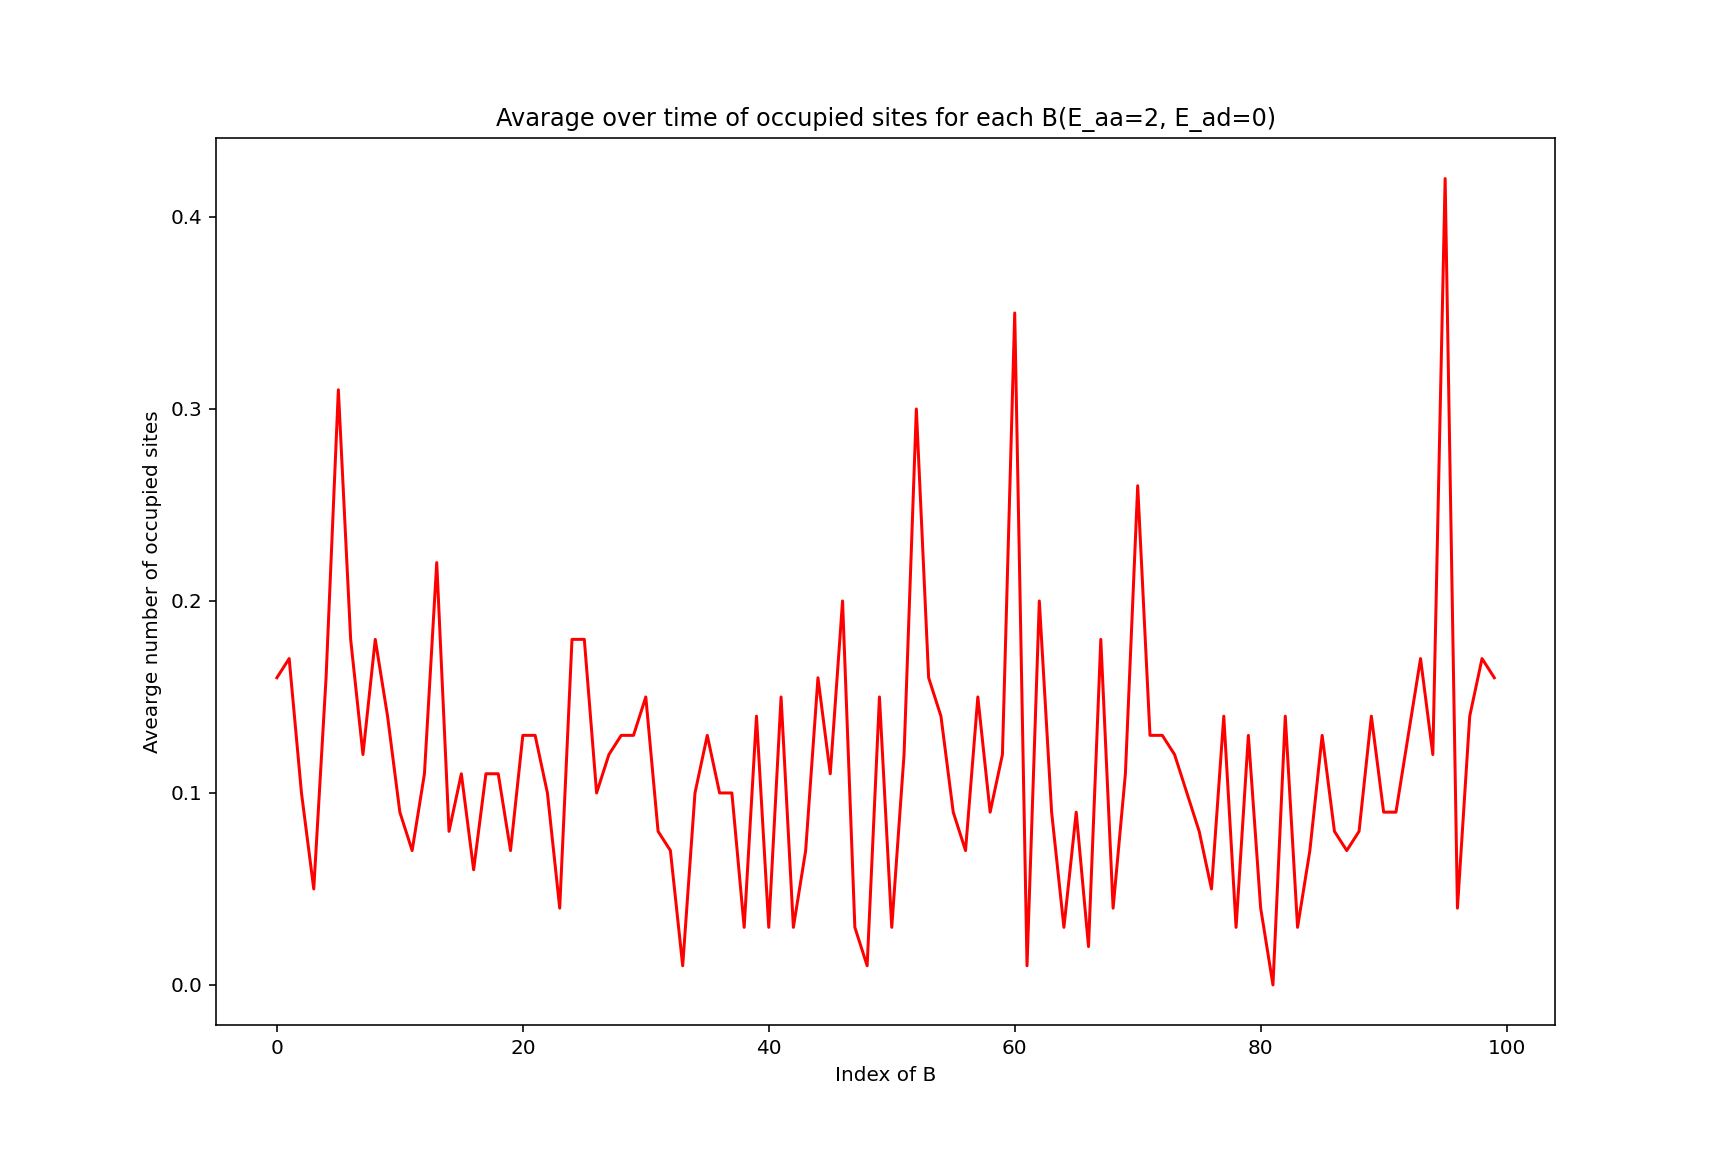 Avarage over time of occupied sites for each B(E_aa=2, E_ad=0)
Avearge number of occupied sites
0.4
0.3
0.2
0.1
0.0
0 20 40 60 80 100
Index of B